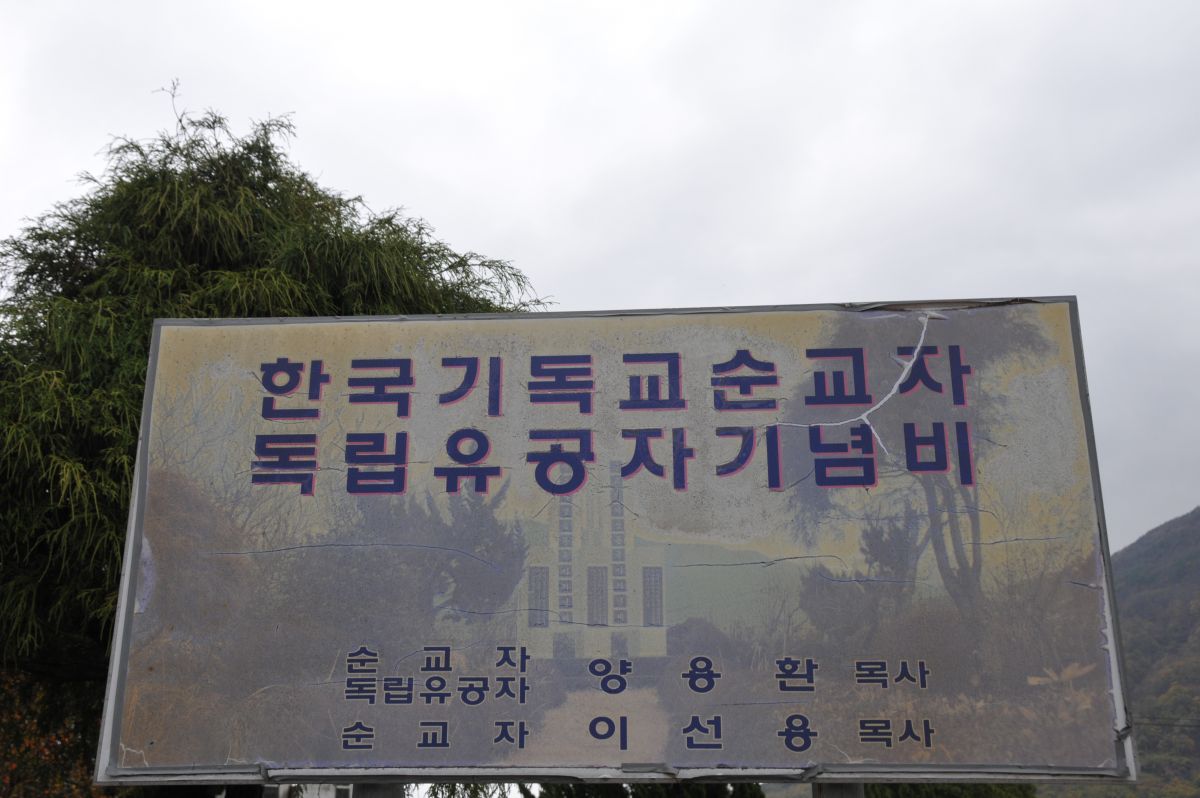 한국기독교순교자
독립유공자기념비
순교자
독립유공자 양용환 목사
순교자 이선용 목사